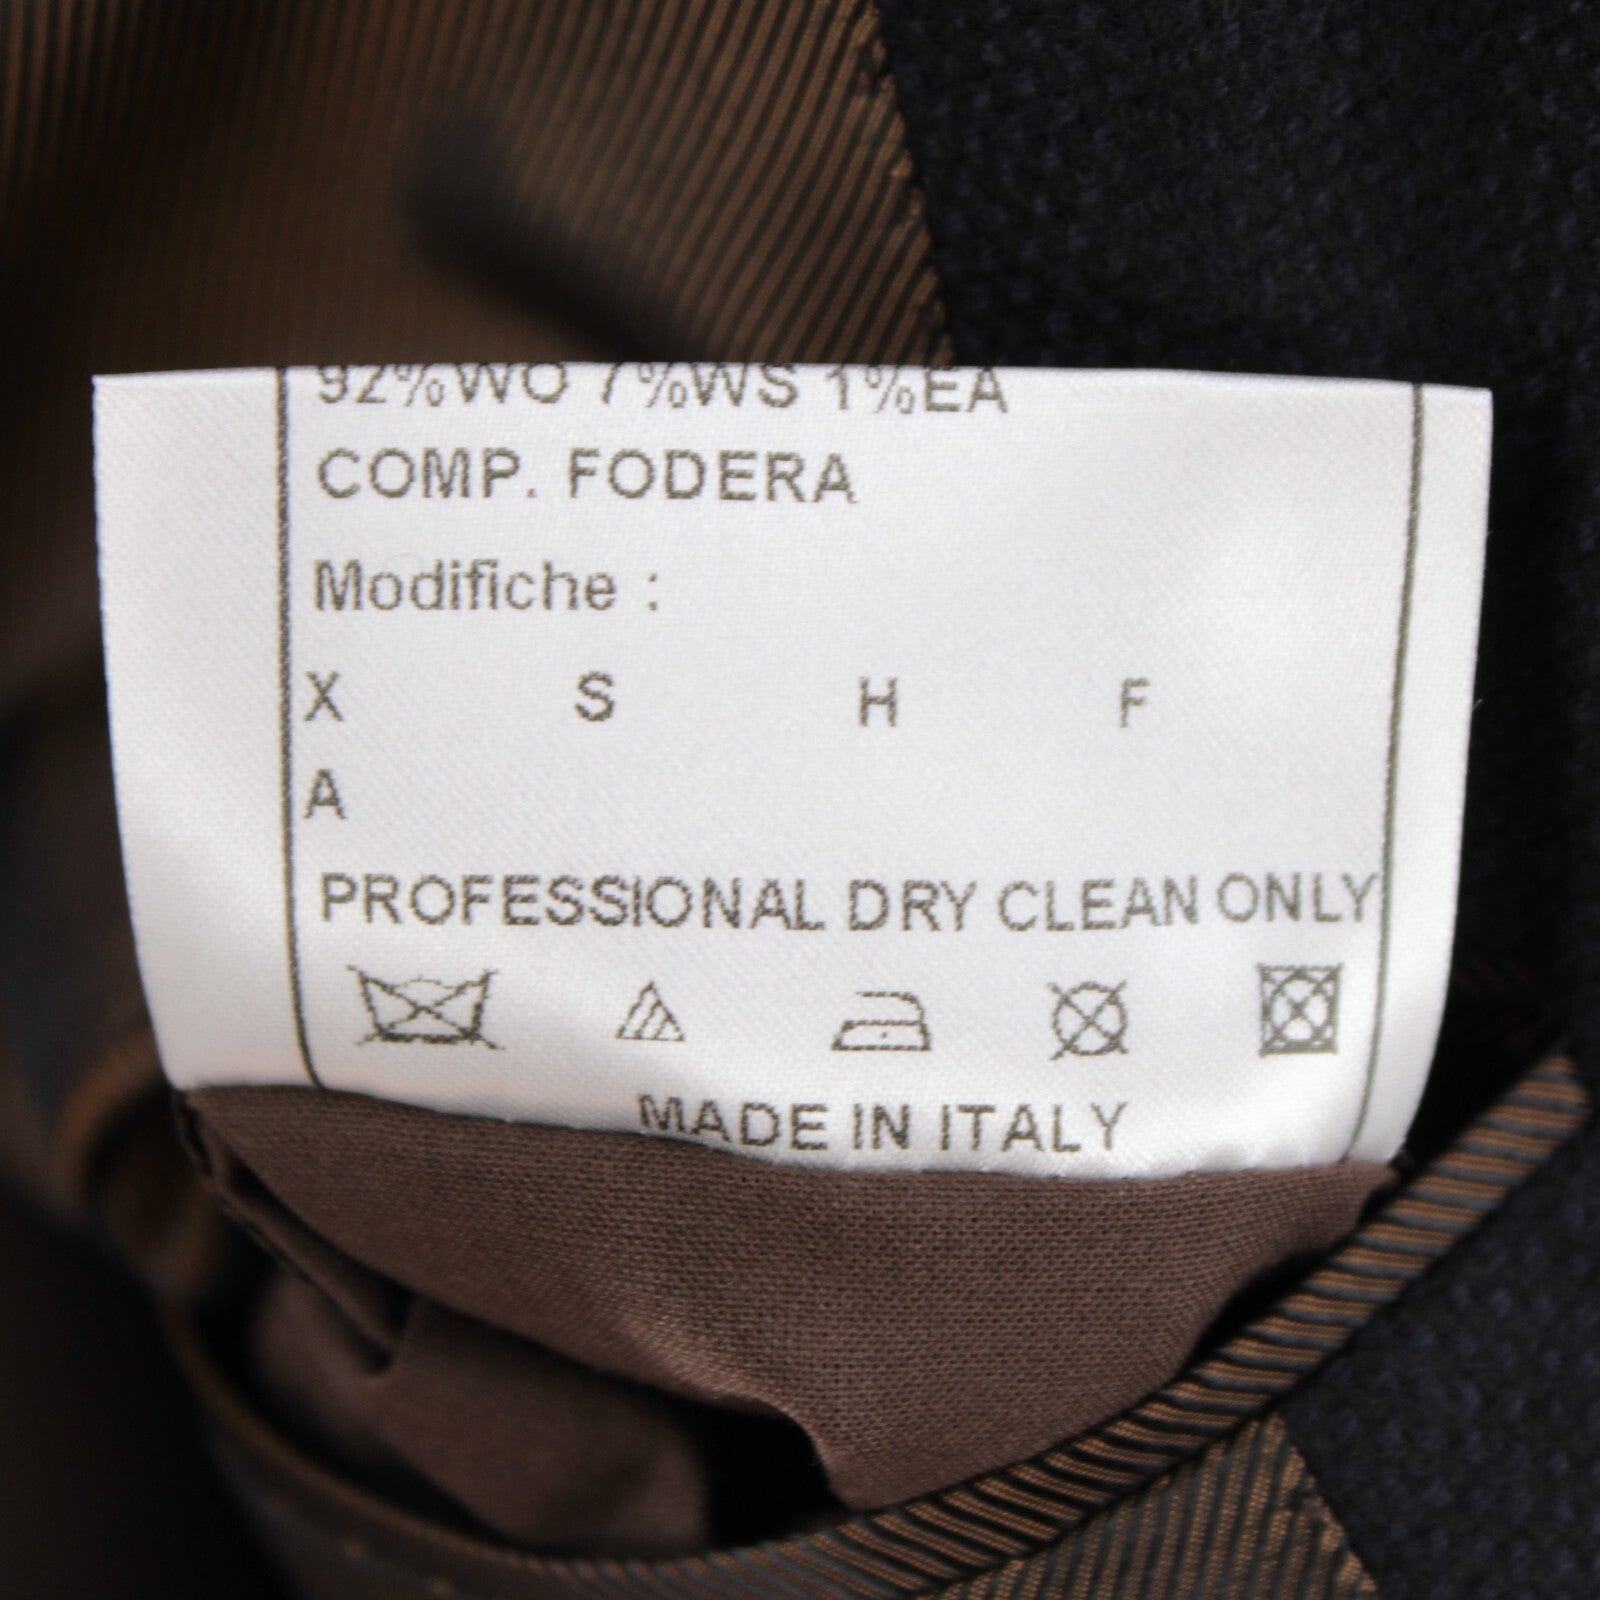 92%WO 7%WS 1%EA
COMP. FODERA
Modifiche :
X S H F
A
PROFESSIONAL DRY CLEAN ONLY
MADE IN ITALY